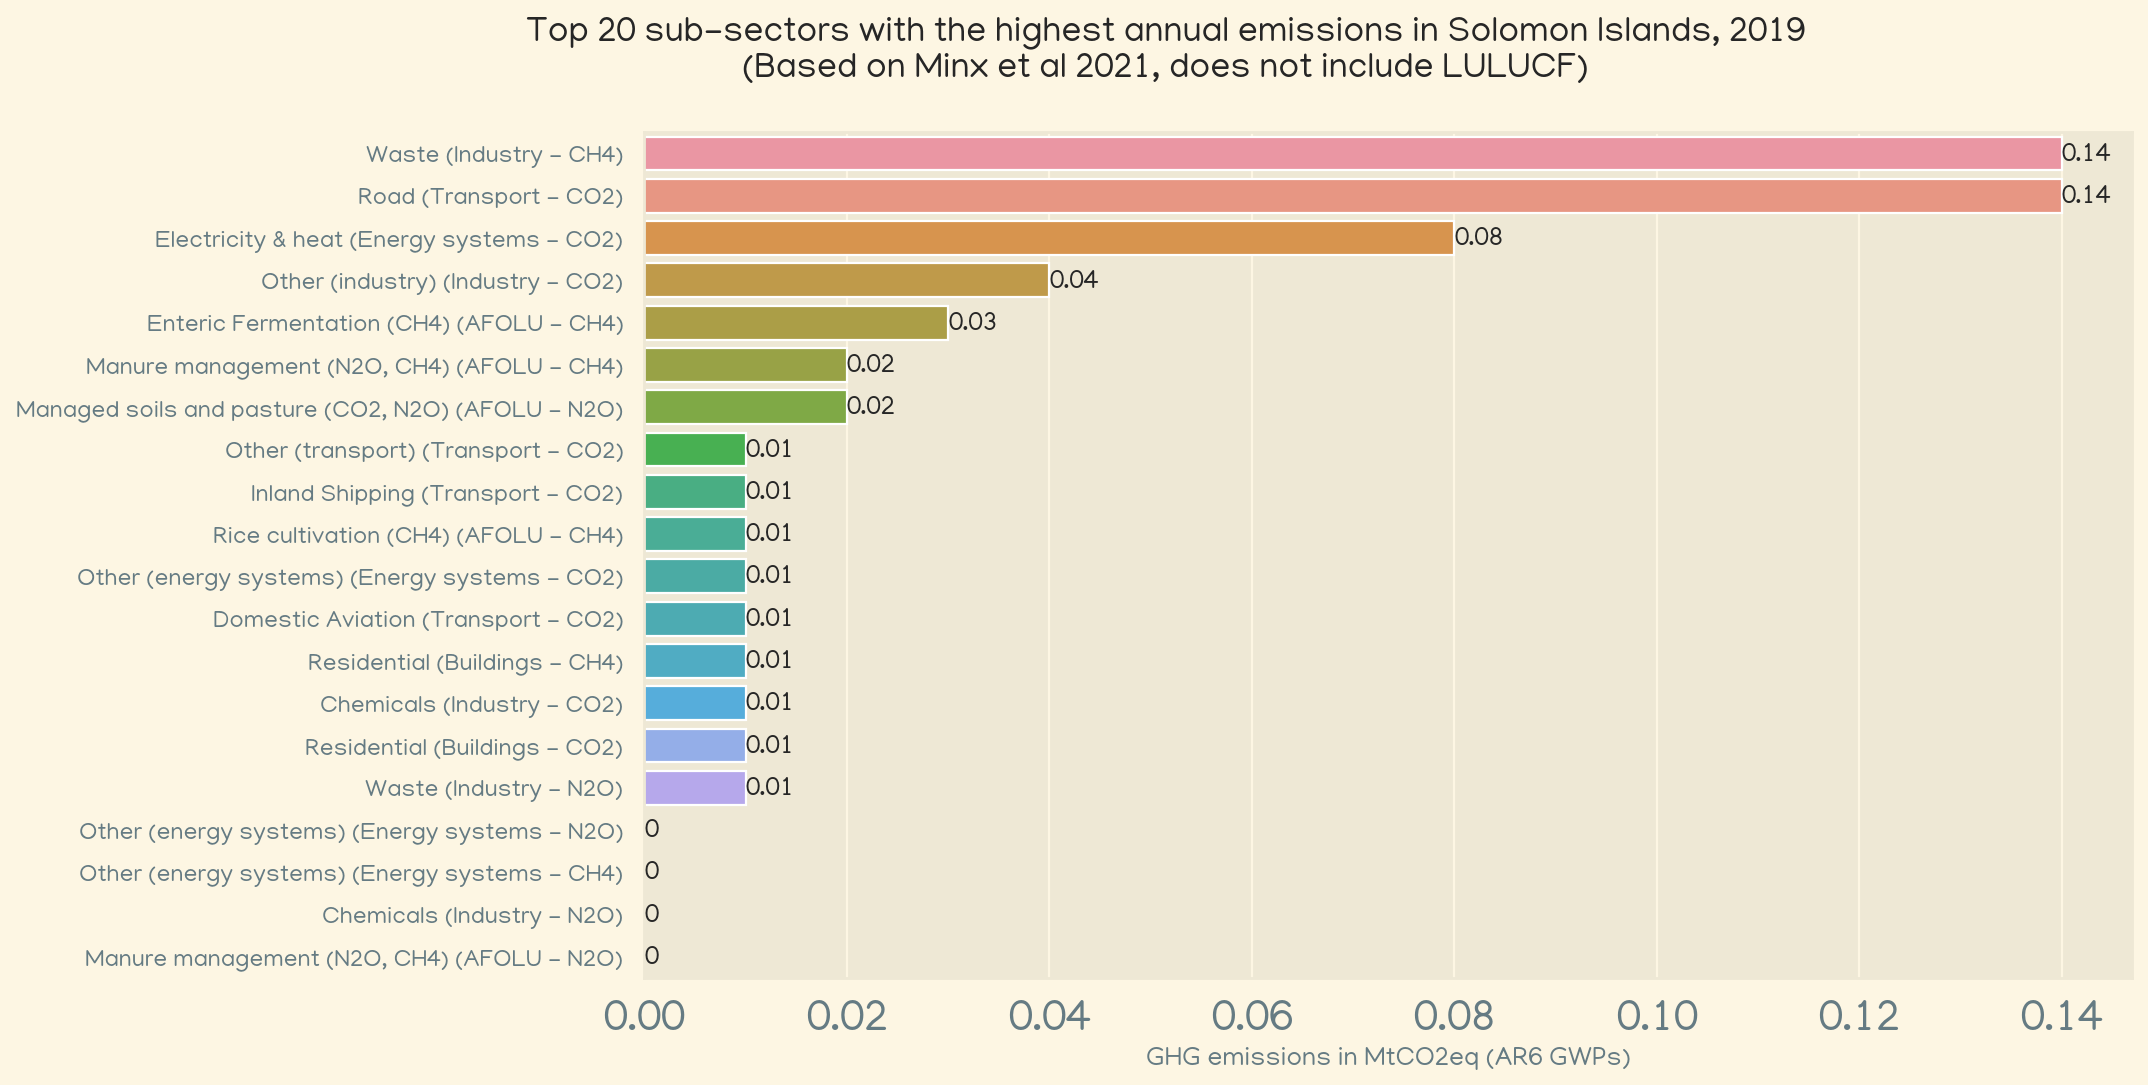 Top 20 sub-sectors with the highest annual emissions in Solomon Islands, 2019
(Based on Minx et al 2021, does not include LULUCF)
Waste (Industry - CH4) 0.14
Road (Transport - CO2) 0.14
Electricity & heat (Energy systems - CO2) 0.08
Other (industry) (Industry - CO2) 0.04
Enteric Fermentation (CH4) (AFOLU - CH4) 0.03
Manure management (N2O, CH4) (AFOLU - CH4) 0.02
Managed soils and pasture (CO2, N2O) (AFOLU - N2O) 0.02
Other (transport) (Transport - CO2) 0.01
Inland Shipping (Transport - CO2) 0.01
Rice cultivation (CH4) (AFOLU - CH4) 0.01
Other (energy systems) (Energy systems - CO2) 0.01
Domestic Aviation (Transport - CO2) 0.01
Residential (Buildings - CH4) 0.01
Chemicals (Industry - CO2) 0.01
Residential (Buildings - CO2) 0.01
Waste (Industry - N2O) 0.01
Other (energy systems) (Energy systems - N2O) 0
Other (energy systems) (Energy systems - CH4) 0
Chemicals (Industry - N2O) 0
Manure management (N2O, CH4) (AFOLU - N2O) 0
0.00 0.02 0.04 0.06 0.08 0.10 0.12 0.14
GHG emissions in MtCO2eq (AR6 GWPs)